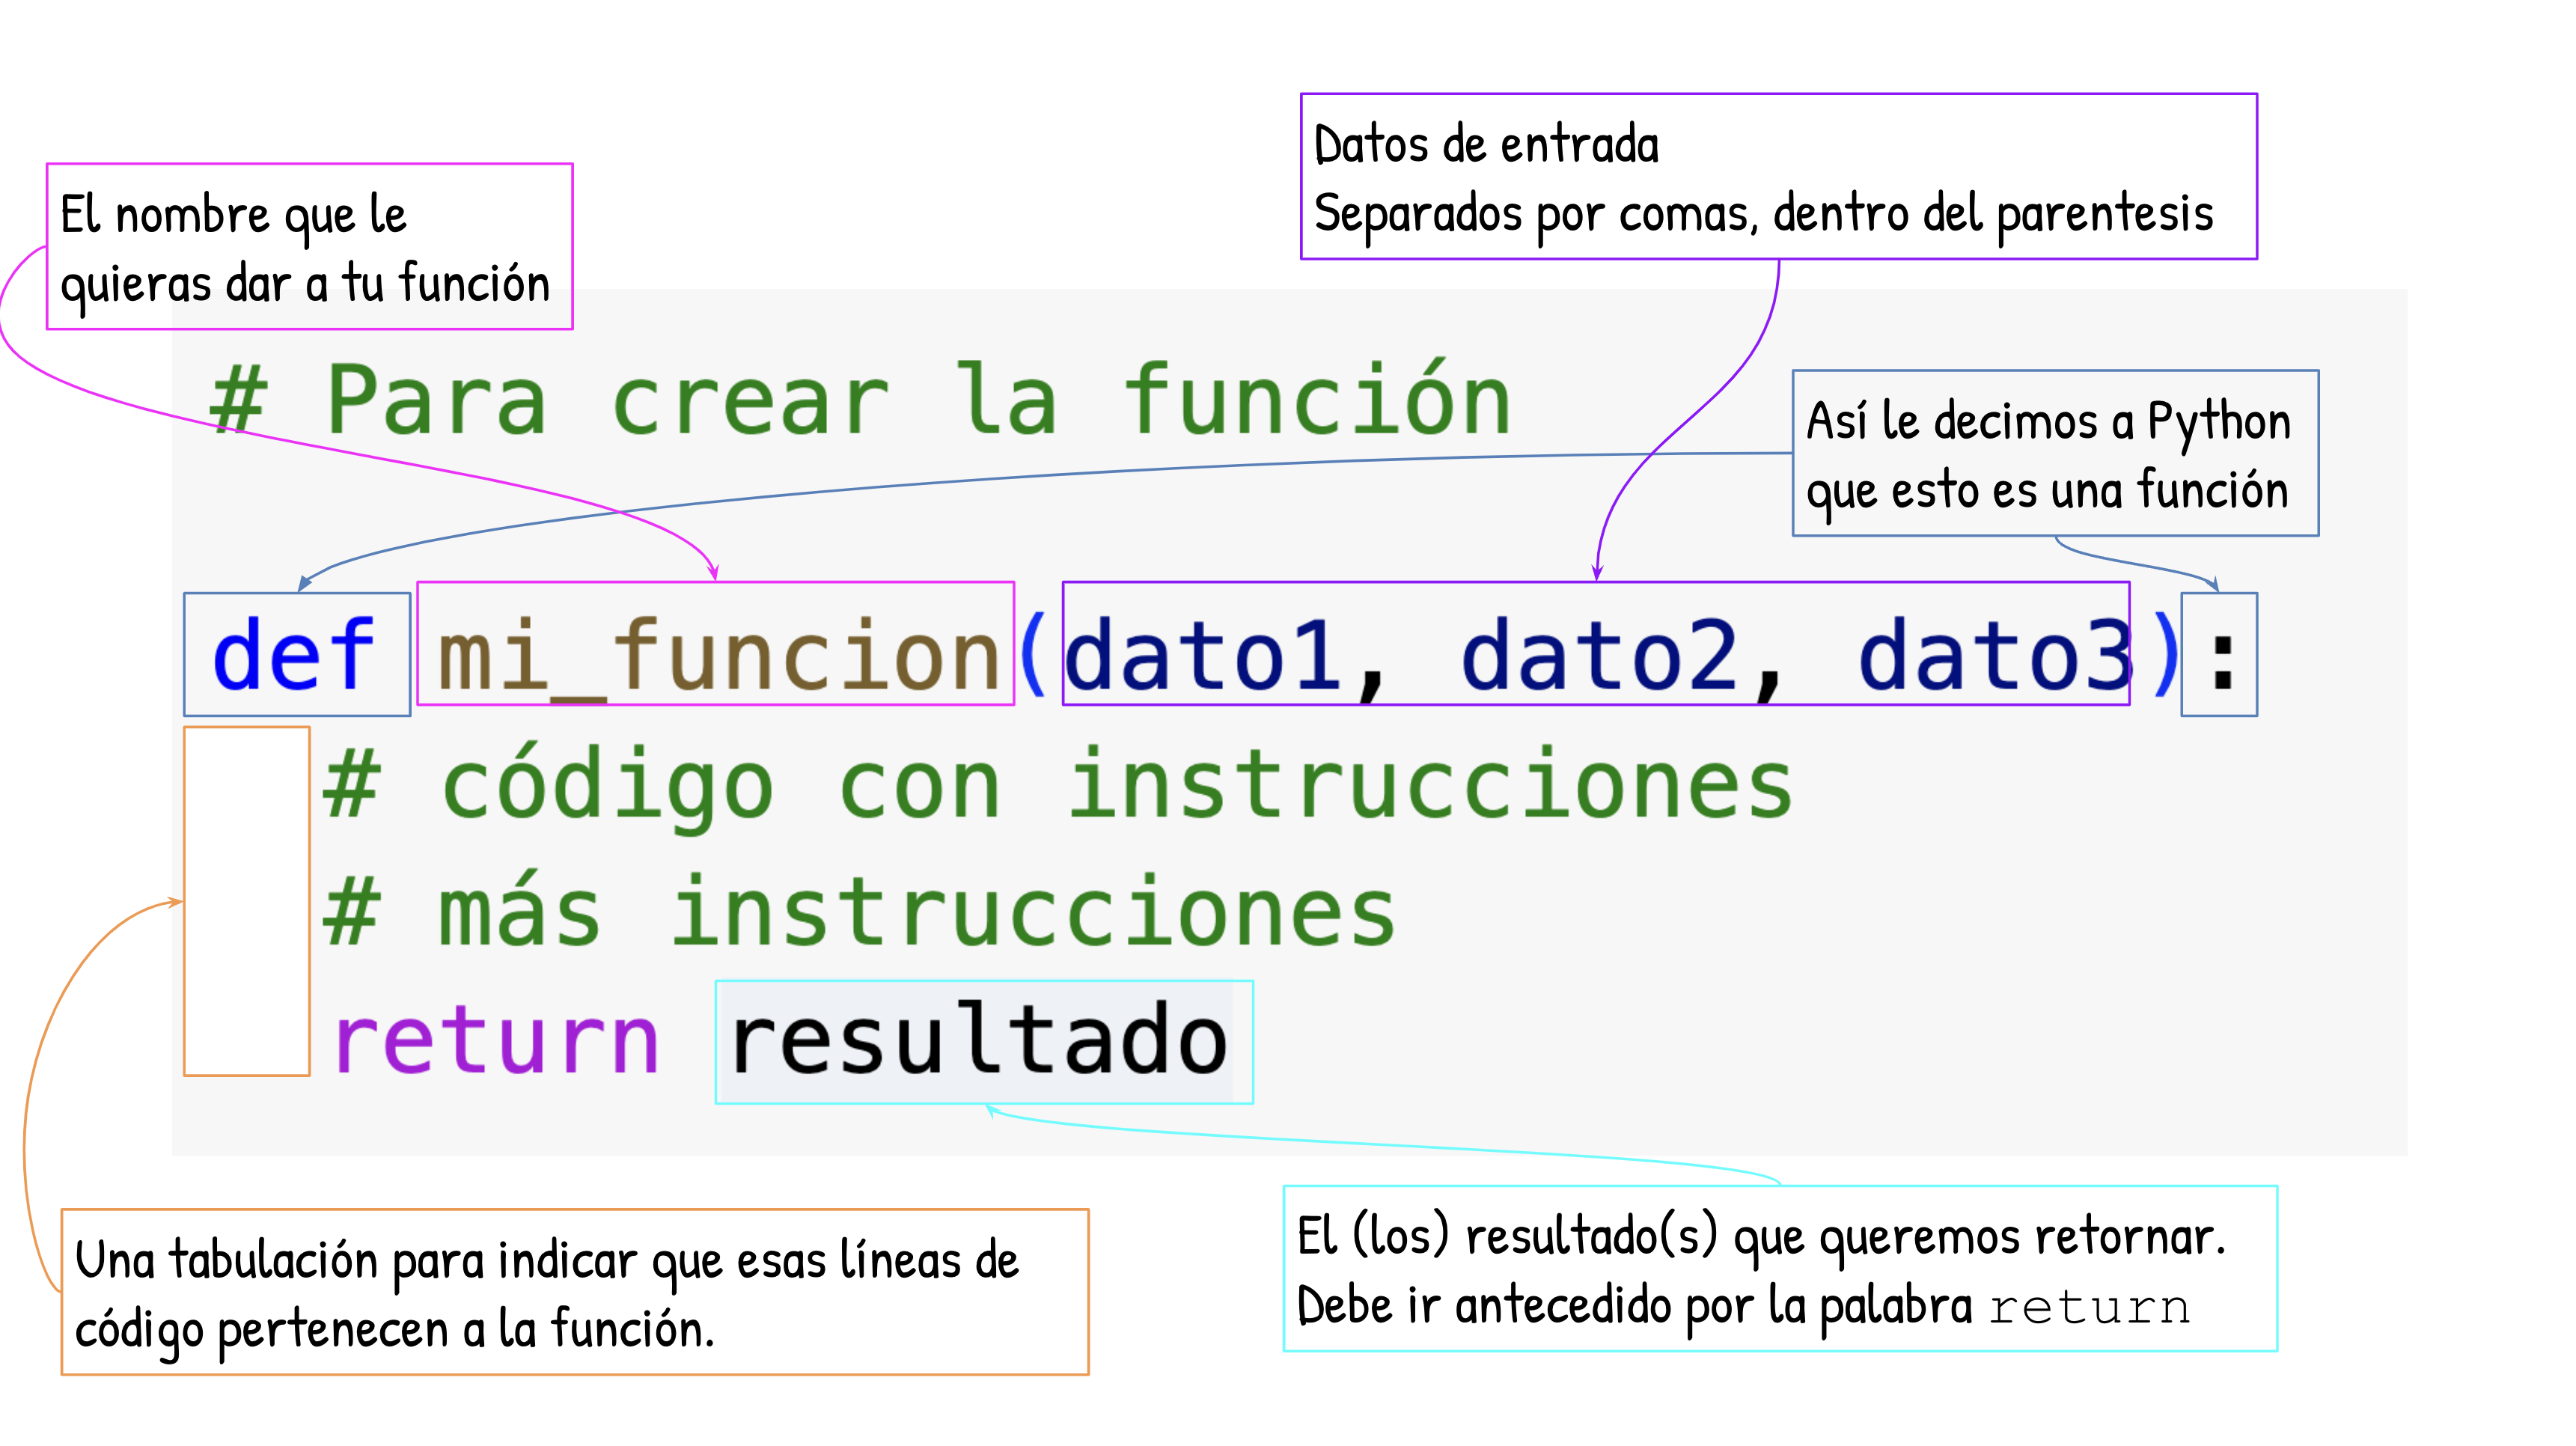 Datos de entrada
Separados por comas, dentro del parentesis
El nombre que le
quieras dar a tu función
# Para crear la función
Así le decimos a Python
que esto es una función
def mi_funcion(dato1, dato2, dato3):
# código con instrucciones
# más instrucciones
return resultado
Una tabulación para indicar que esas líneas de
código pertenecen a la función.
El (los) resultado(s) que queremos retornar.
Debe ir antecedido por la palabra return